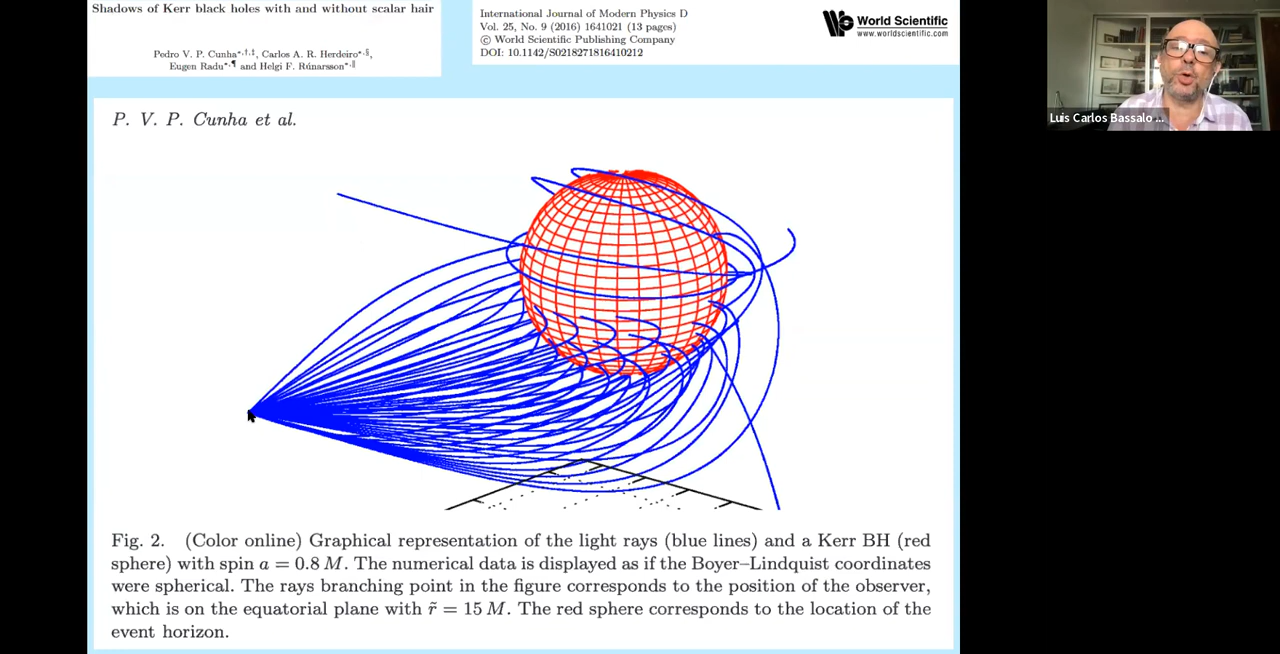 Shadows of Kerr black holes with and without scalar hair
Pedro V. P. Cunha*,†,‡, Carlos A. R. Herdeiro*,§,
Eugen Radu*,¶ and Helgi F. Rúnarsson*,‖
International Journal of Modern Physics D
Vol. 25, No. 9 (2016) 1641021 (13 pages)
© World Scientific Publishing Company
DOI: 10.1142/S0218271816410212
World Scientific
www.worldscientific.com
Luis Carlos Bassalo ...
P. V. P. Cunha et al.
Fig. 2. (Color online) Graphical representation of the light rays (blue lines) and a Kerr BH (red
sphere) with spin a = 0.8 M. The numerical data is displayed as if the Boyer–Lindquist coordinates
were spherical. The rays branching point in the figure corresponds to the position of the observer,
which is on the equatorial plane with r̃ = 15 M. The red sphere corresponds to the location of the
event horizon.